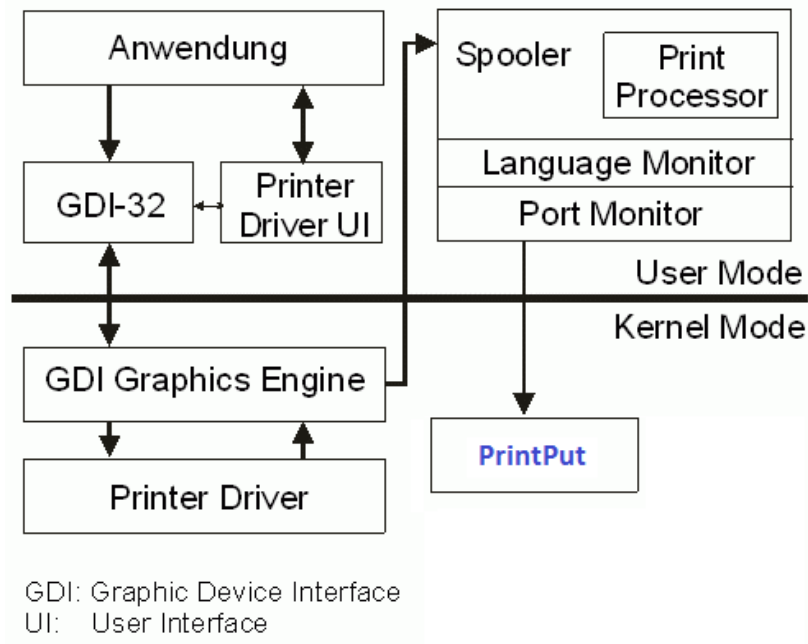 Anwendung
GDI-32
Printer
Driver UI
Spooler
Print
Processor
Language Monitor
Port Monitor
User Mode
Kernel Mode
GDI Graphics Engine
Printer Driver
PrintPut
GDI: Graphic Device Interface
UI: User Interface